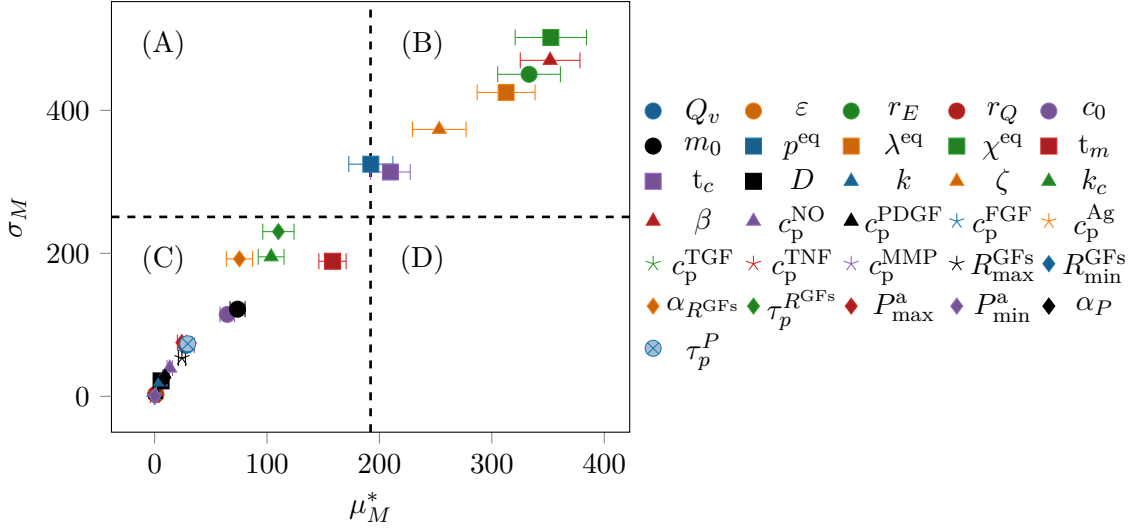 (A) (B)
400
200
0
(C) (D)
σ_M
0 100 200 300 400
μ*_M
Q_v ε r_E r_Q c_0
m_0 p^eq λ^eq χ^eq t_m
t_c D k ζ k_c
β c_p^NO c_p^PDGF c_p^FGF c_p^Ag
c_p^TGF c_p^TNF c_p^MMP R_max^GFs R_min^GFs
α_{R^GFs} τ_p^{R^GFs} P_max^a P_min^a α_P
τ_p^P